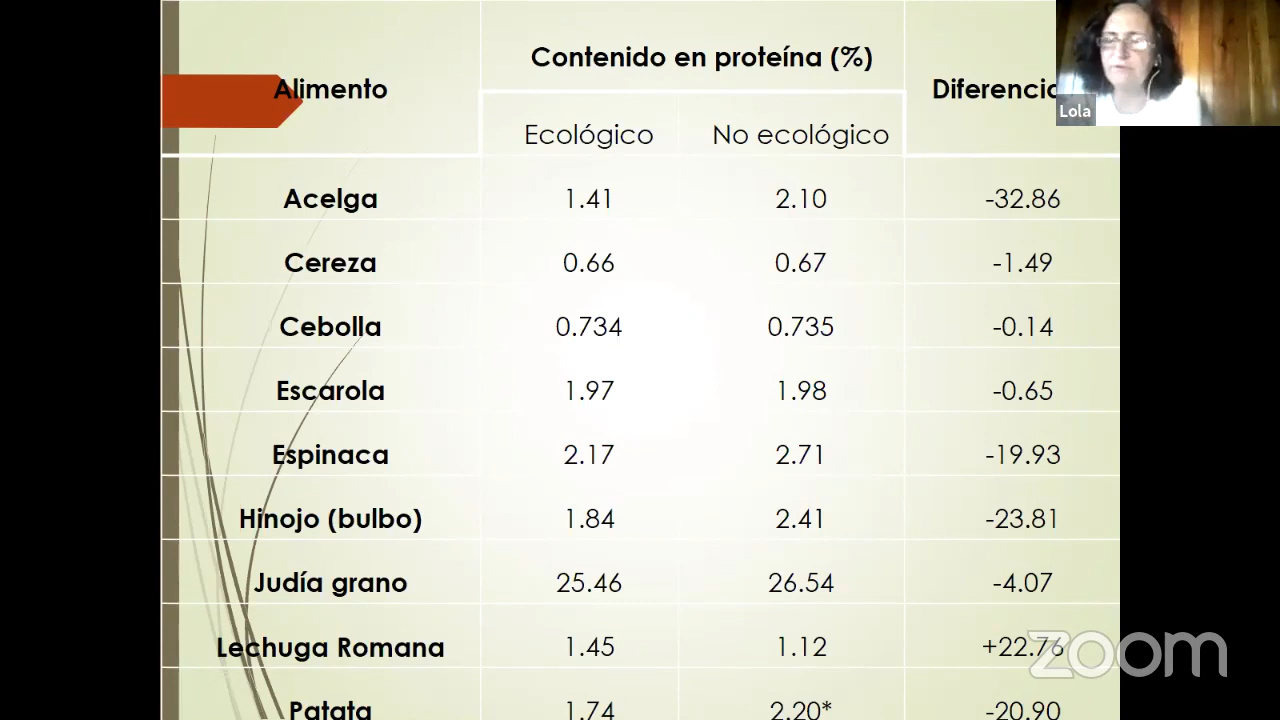 Contenido en proteína (%)
Alimento
Ecológico No ecológico
Lola
Acelga 1.41 2.10 -32.86
Cereza 0.66 0.67 -1.49
Cebolla 0.734 0.735 -0.14
Escarola 1.97 1.98 -0.65
Espinaca 2.17 2.71 -19.93
Hinojo (bulbo) 1.84 2.41 -23.81
Judía grano 25.46 26.54 -4.07
Lechuga Romana 1.45 1.12 +22.76
zoom
Patata 1.74 2.20* -20.90